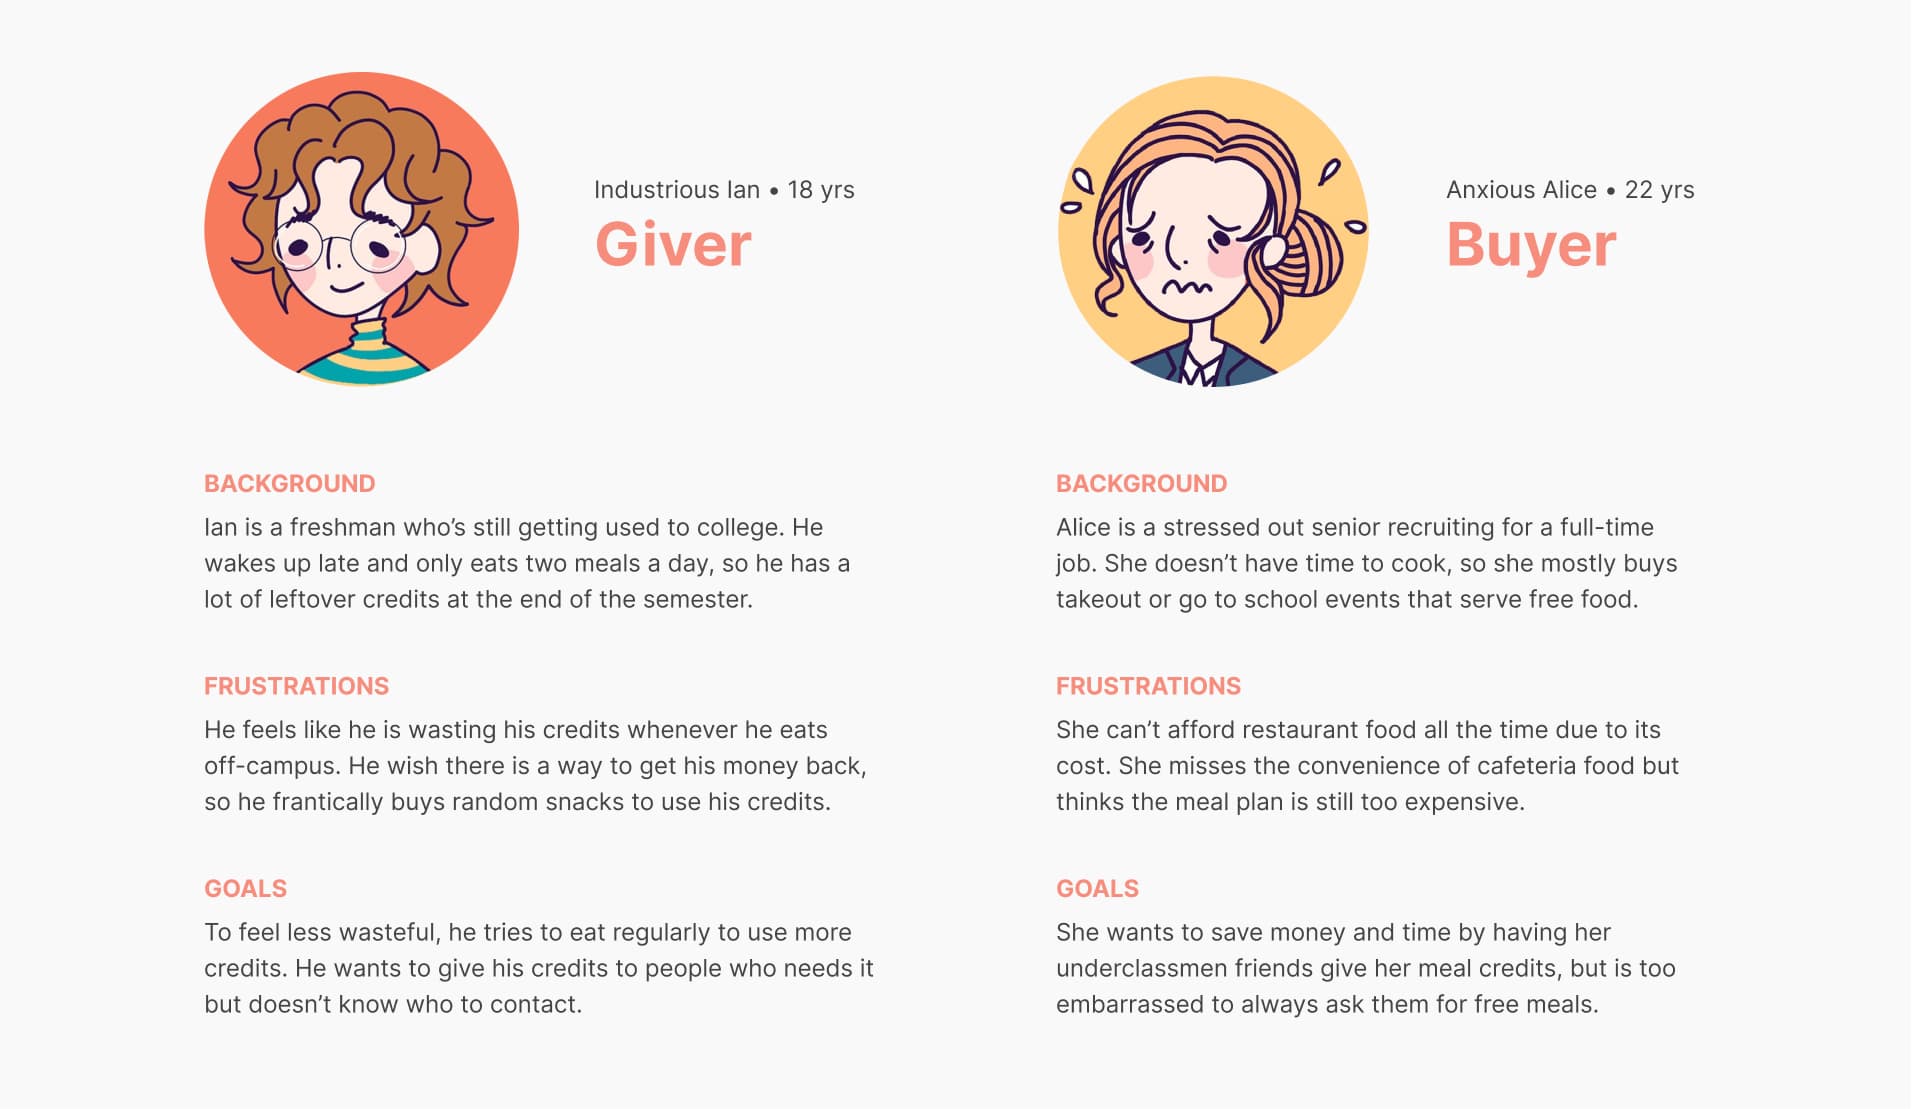 Industrious Ian • 18 yrs
Giver
BACKGROUND
Ian is a freshman who’s still getting used to college. He
wakes up late and only eats two meals a day, so he has a
lot of leftover credits at the end of the semester.
FRUSTRATIONS
He feels like he is wasting his credits whenever he eats
off-campus. He wish there is a way to get his money back,
so he frantically buys random snacks to use his credits.
GOALS
To feel less wasteful, he tries to eat regularly to use more
credits. He wants to give his credits to people who needs it
but doesn’t know who to contact.
Anxious Alice • 22 yrs
Buyer
BACKGROUND
Alice is a stressed out senior recruiting for a full-time
job. She doesn’t have time to cook, so she mostly buys
takeout or go to school events that serve free food.
FRUSTRATIONS
She can’t afford restaurant food all the time due to its
cost. She misses the convenience of cafeteria food but
thinks the meal plan is still too expensive.
GOALS
She wants to save money and time by having her
underclassmen friends give her meal credits, but is too
embarrassed to always ask them for free meals.